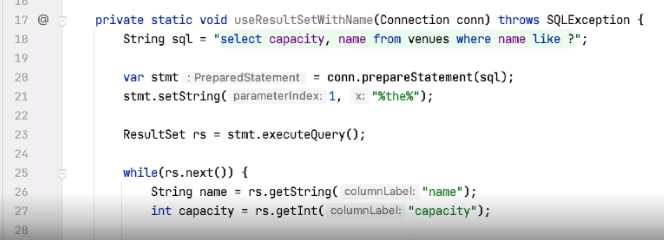 17 @ private static void useResultSetWithName(Connection conn) throws SQLException {
18 String sql = "select capacity, name from venues where name like ?";
19
20 var stmt : PreparedStatement = conn.prepareStatement(sql);
21 stmt.setString( parameterIndex: 1, x: "%the%");
22
23 ResultSet rs = stmt.executeQuery();
24
25 while(rs.next()) {
26 String name = rs.getString( columnLabel: "name");
27 int capacity = rs.getInt( columnLabel: "capacity");
28